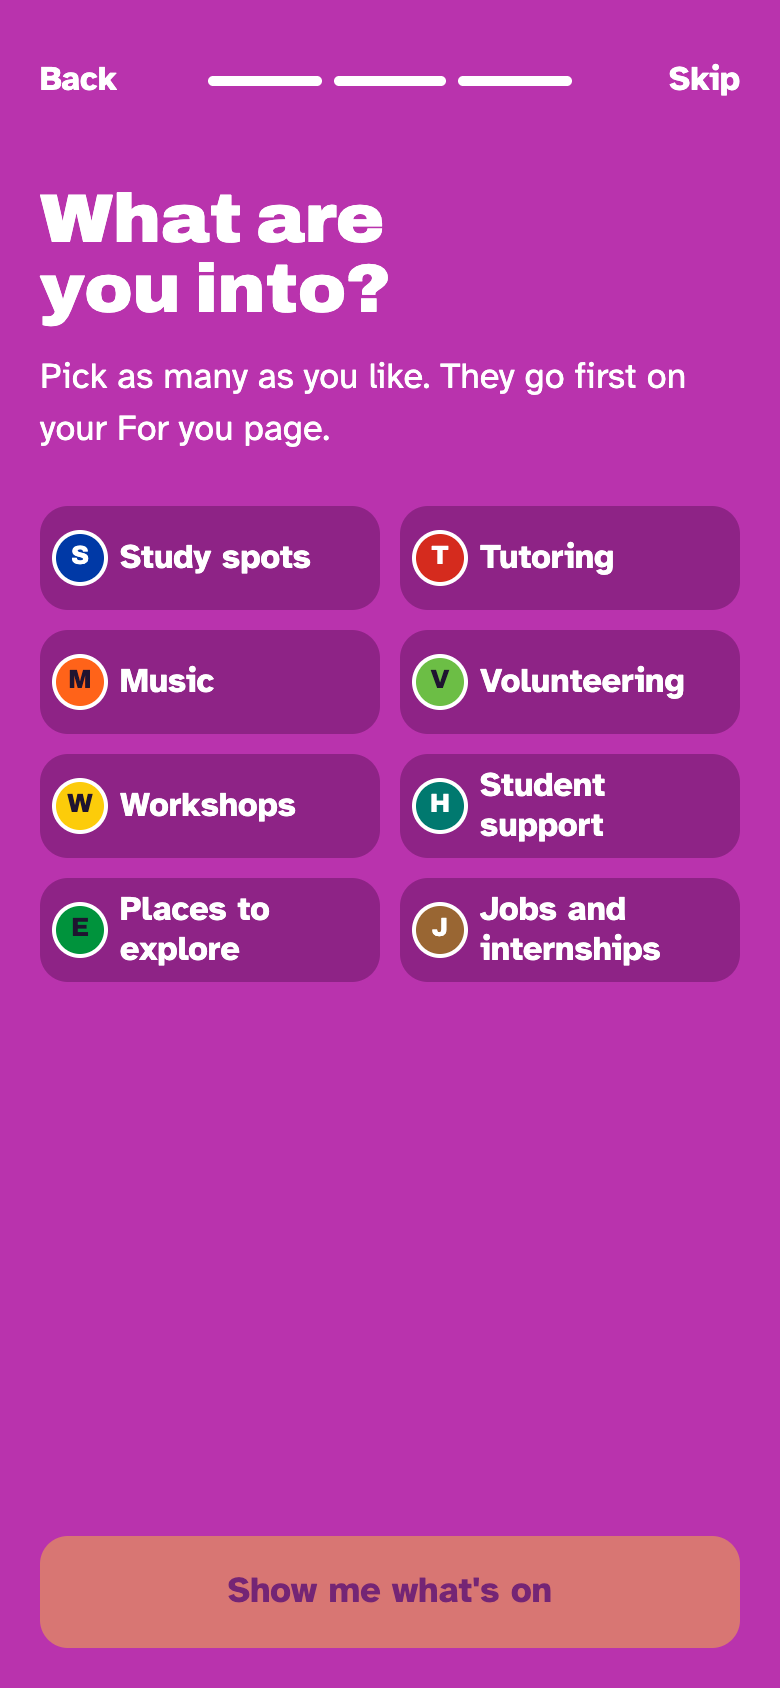 Back
Skip
What are
you into?
Pick as many as you like. They go first on
your For you page.
S Study spots
T Tutoring
M Music
V Volunteering
W Workshops
H Student
support
E Places to
explore
J Jobs and
internships
Show me what's on